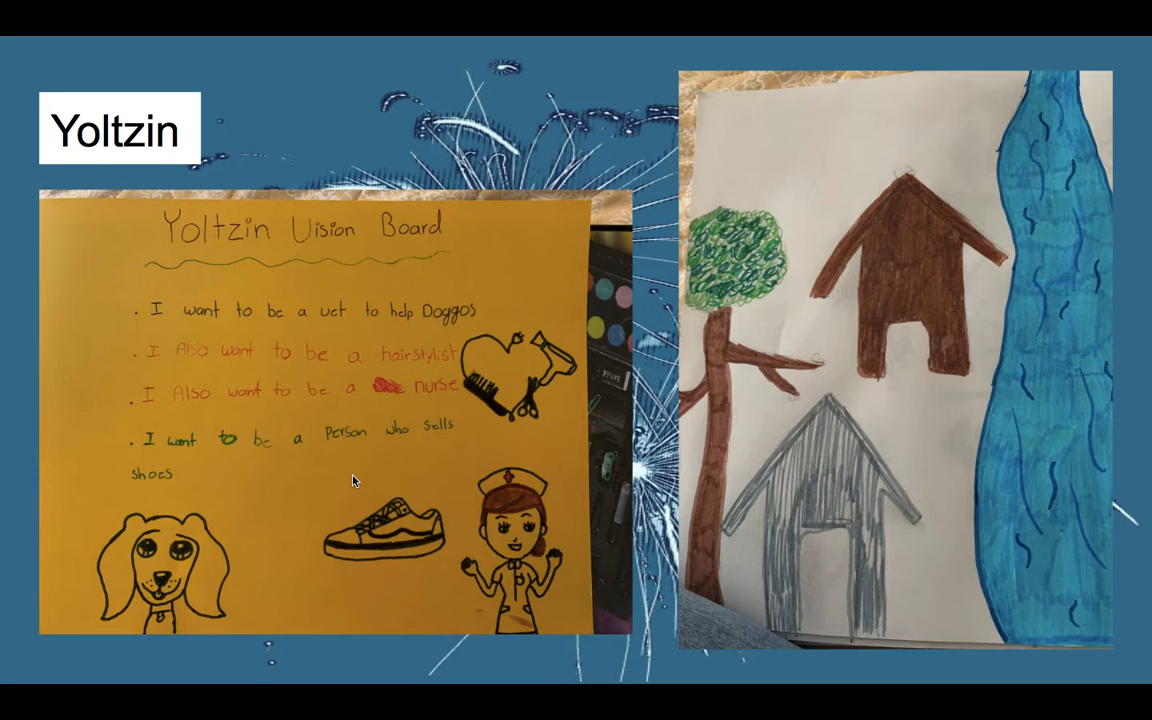 Yoltzin
Yoltzin Vision Board
. I want to be a vet to help Doggos
. I Also want to be a hairstylist
. I Also want to be a nurse
. I want to be a person who sells
shoes